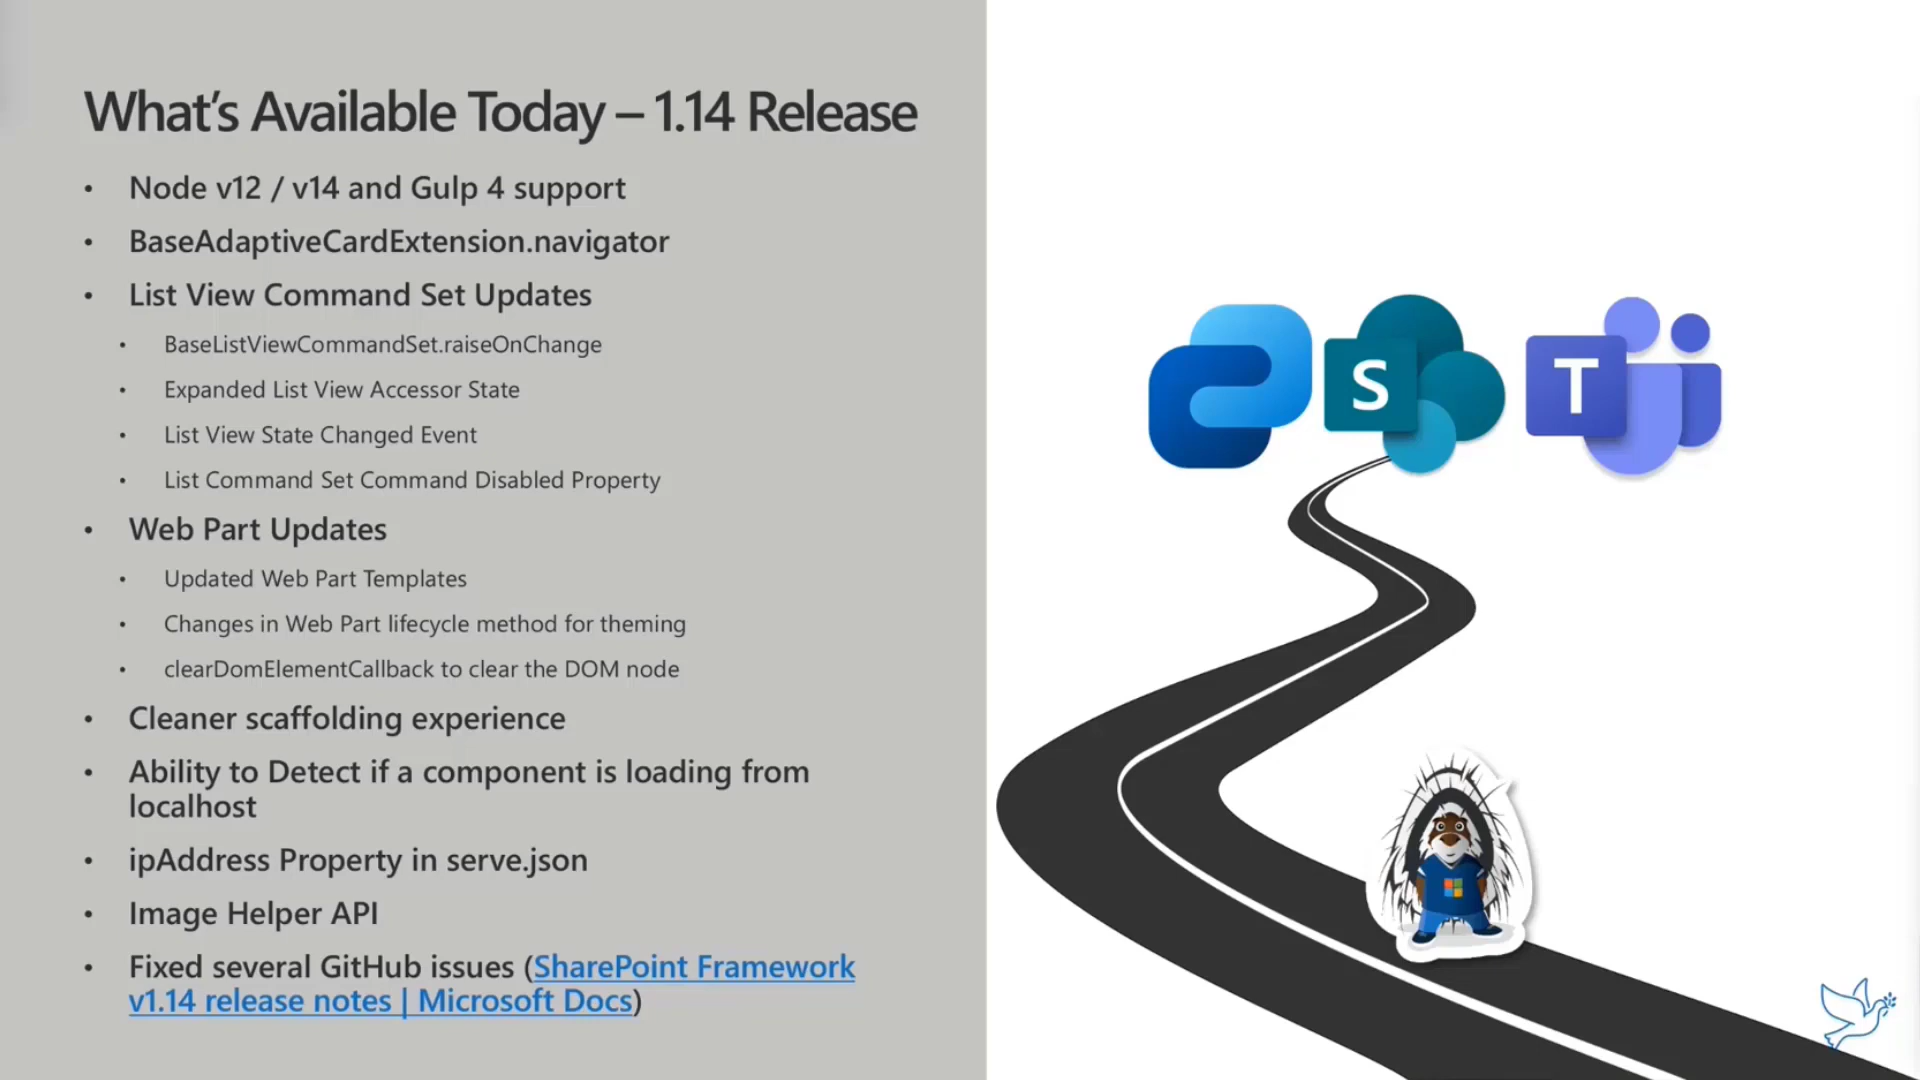 What's Available Today – 1.14 Release
• Node v12 / v14 and Gulp 4 support
• BaseAdaptiveCardExtension.navigator
• List View Command Set Updates
• BaseListViewCommandSet.raiseOnChange
• Expanded List View Accessor State
• List View State Changed Event
• List Command Set Command Disabled Property
• Web Part Updates
• Updated Web Part Templates
• Changes in Web Part lifecycle method for theming
• clearDomElementCallback to clear the DOM node
• Cleaner scaffolding experience
• Ability to Detect if a component is loading from
localhost
• ipAddress Property in serve.json
• Image Helper API
• Fixed several GitHub issues (SharePoint Framework
v1.14 release notes | Microsoft Docs)
S
T